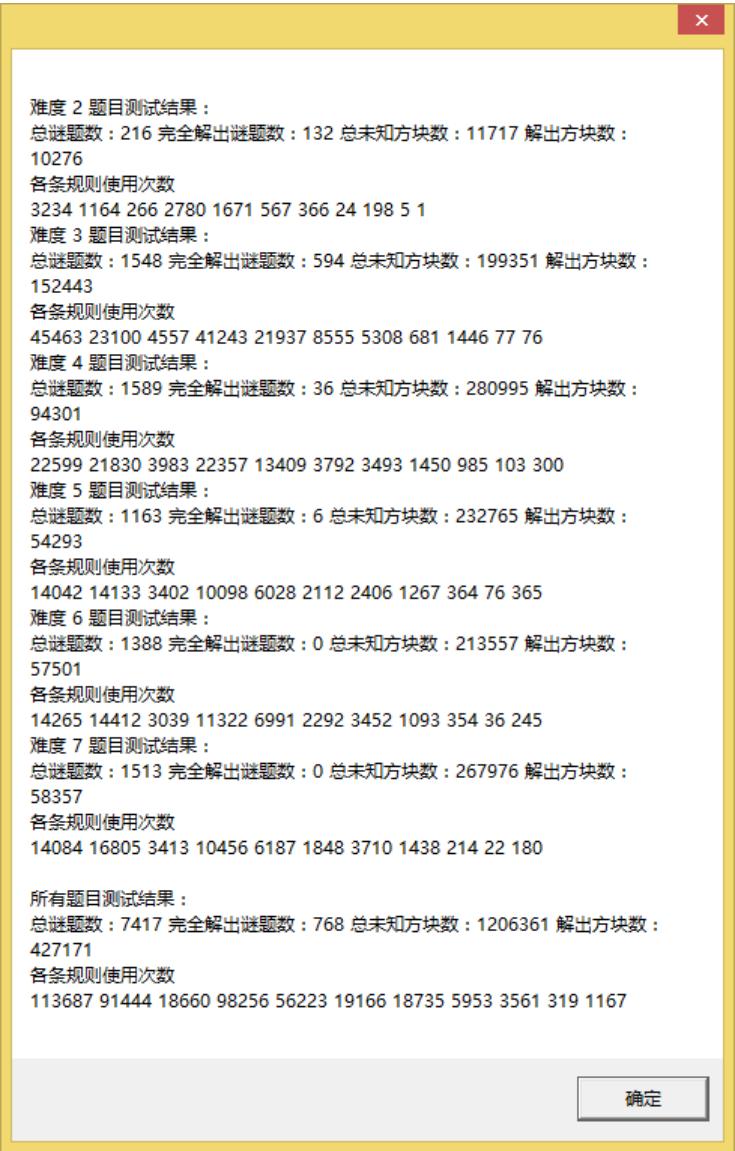 难度 2 题目测试结果：
总谜题数：216 完全解出谜题数：132 总未知方块数：11717 解出方块数：
10276
各条规则使用次数
3234 1164 266 2780 1671 567 366 24 198 5 1
难度 3 题目测试结果：
总谜题数：1548 完全解出谜题数：594 总未知方块数：199351 解出方块数：
152443
各条规则使用次数
45463 23100 4557 41243 21937 8555 5308 681 1446 77 76
难度 4 题目测试结果：
总谜题数：1589 完全解出谜题数：36 总未知方块数：280995 解出方块数：
94301
各条规则使用次数
22599 21830 3983 22357 13409 3792 3493 1450 985 103 300
难度 5 题目测试结果：
总谜题数：1163 完全解出谜题数：6 总未知方块数：232765 解出方块数：
54293
各条规则使用次数
14042 14133 3402 10098 6028 2112 2406 1267 364 76 365
难度 6 题目测试结果：
总谜题数：1388 完全解出谜题数：0 总未知方块数：213557 解出方块数：
57501
各条规则使用次数
14265 14412 3039 11322 6991 2292 3452 1093 354 36 245
难度 7 题目测试结果：
总谜题数：1513 完全解出谜题数：0 总未知方块数：267976 解出方块数：
58357
各条规则使用次数
14084 16805 3413 10456 6187 1848 3710 1438 214 22 180
所有题目测试结果：
总谜题数：7417 完全解出谜题数：768 总未知方块数：1206361 解出方块数：
427171
各条规则使用次数
113687 91444 18660 98256 56223 19166 18735 5953 3561 319 1167
确定